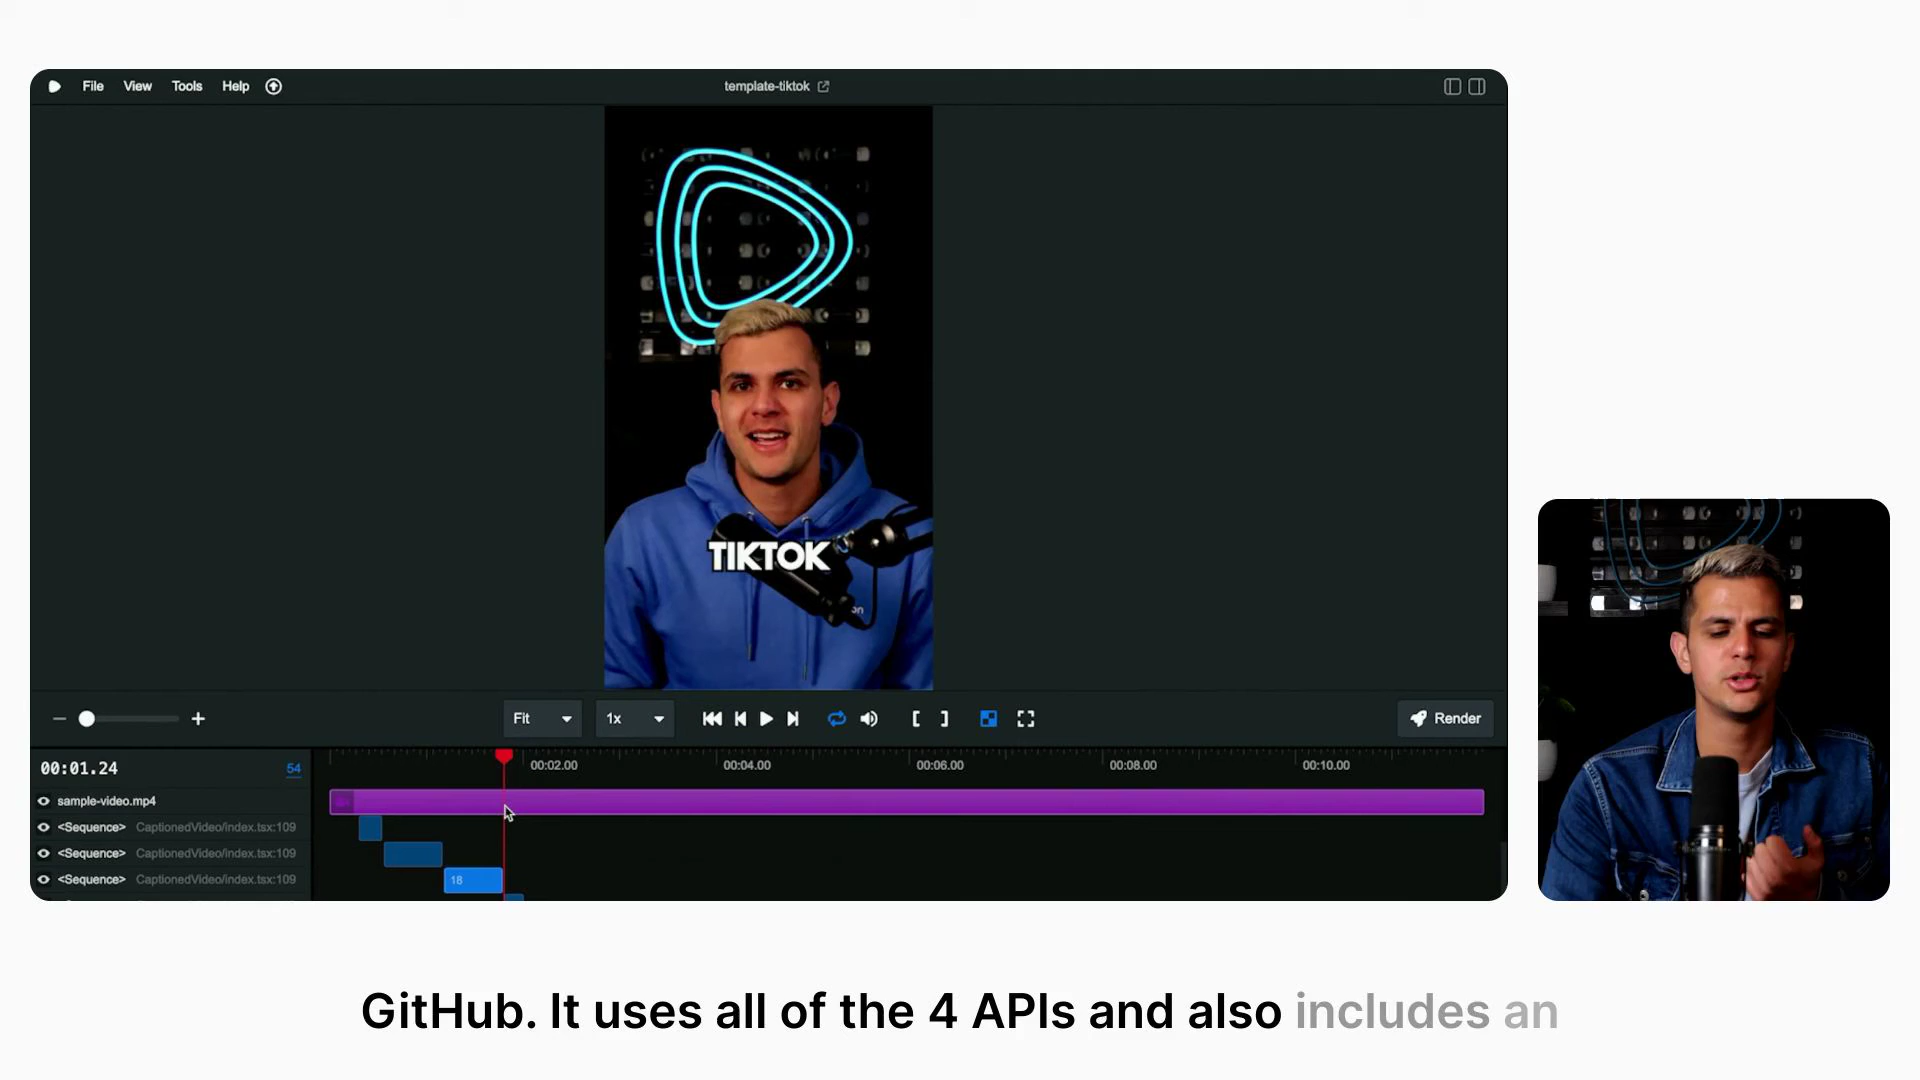 File View Tools Help
template-tiktok
TIKTOK
on
Fit
1x
Render
00:01.24
54
00:02.00
00:04.00
00:06.00
00:08.00
00:10.00
sample-video.mp4
<Sequence> CaptionedVideo/index.tsx:109
<Sequence> CaptionedVideo/index.tsx:109
<Sequence> CaptionedVideo/index.tsx:109
18
GitHub. It uses all of the 4 APIs and also includes an